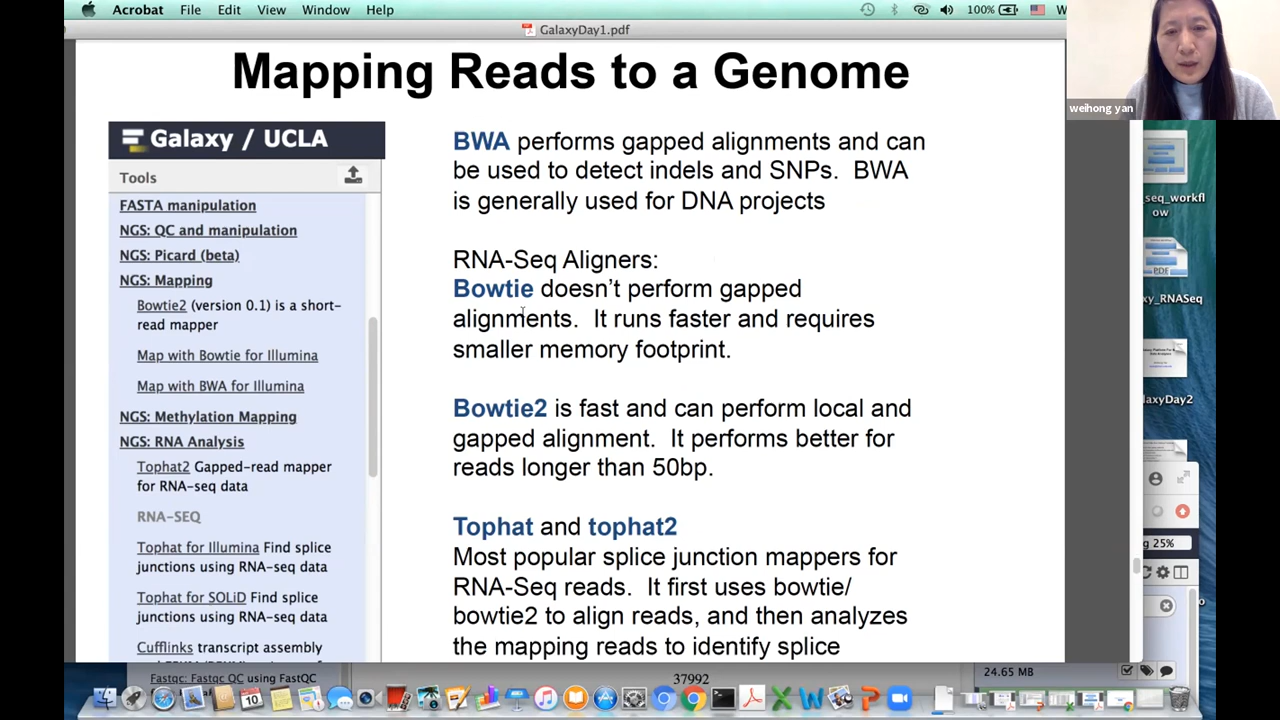 Acrobat File Edit View Window Help 100% W
GalaxyDay1.pdf
Mapping Reads to a Genome
weihong yan
Galaxy / UCLA
Tools
FASTA manipulation
NGS: QC and manipulation
NGS: Picard (beta)
NGS: Mapping
Bowtie2 (version 0.1) is a short-
read mapper
Map with Bowtie for Illumina
Map with BWA for Illumina
NGS: Methylation Mapping
NGS: RNA Analysis
Tophat2 Gapped-read mapper
for RNA-seq data
RNA-SEQ
Tophat for Illumina Find splice
junctions using RNA-seq data
Tophat for SOLiD Find splice
junctions using RNA-seq data
Cufflinks transcript assembly
Fastqc: Fastqc QC using FastQC
BWA performs gapped alignments and can
be used to detect indels and SNPs. BWA
is generally used for DNA projects
RNA-Seq Aligners:
Bowtie doesn't perform gapped
alignments. It runs faster and requires
smaller memory footprint.
Bowtie2 is fast and can perform local and
gapped alignment. It performs better for
reads longer than 50bp.
Tophat and tophat2
Most popular splice junction mappers for
RNA-Seq reads. It first uses bowtie/
bowtie2 to align reads, and then analyzes
the mapping reads to identify splice
_seq_workfl
ow
PDF
xy_RNASeq
laxyDay2
g 25%
37992
24.65 MB
10